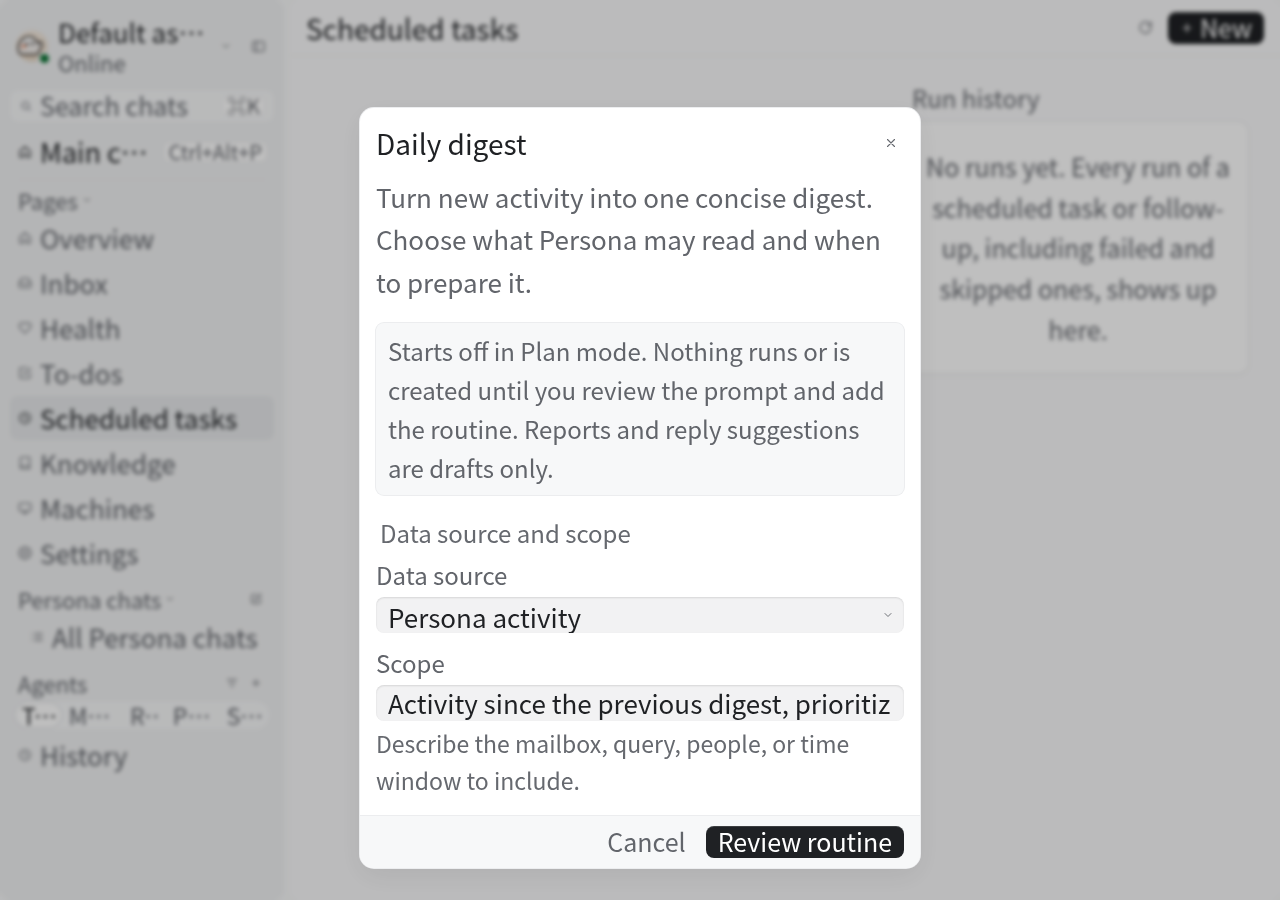 Default as···
Online
Search chats ⌘K
Main c··· Ctrl+Alt+P
Pages
Overview
Inbox
Health
To-dos
Scheduled tasks
Knowledge
Machines
Settings
Persona chats
All Persona chats
Agents
T··· M··· R·· P··· S···
History
Scheduled tasks
+ New
Run history
No runs yet. Every run of a
scheduled task or follow-
up, including failed and
skipped ones, shows up
here.
Daily digest
Turn new activity into one concise digest.
Choose what Persona may read and when
to prepare it.
Starts off in Plan mode. Nothing runs or is
created until you review the prompt and add
the routine. Reports and reply suggestions
are drafts only.
Data source and scope
Data source
Persona activity
Scope
Activity since the previous digest, prioritiz
Describe the mailbox, query, people, or time
window to include.
Cancel
Review routine